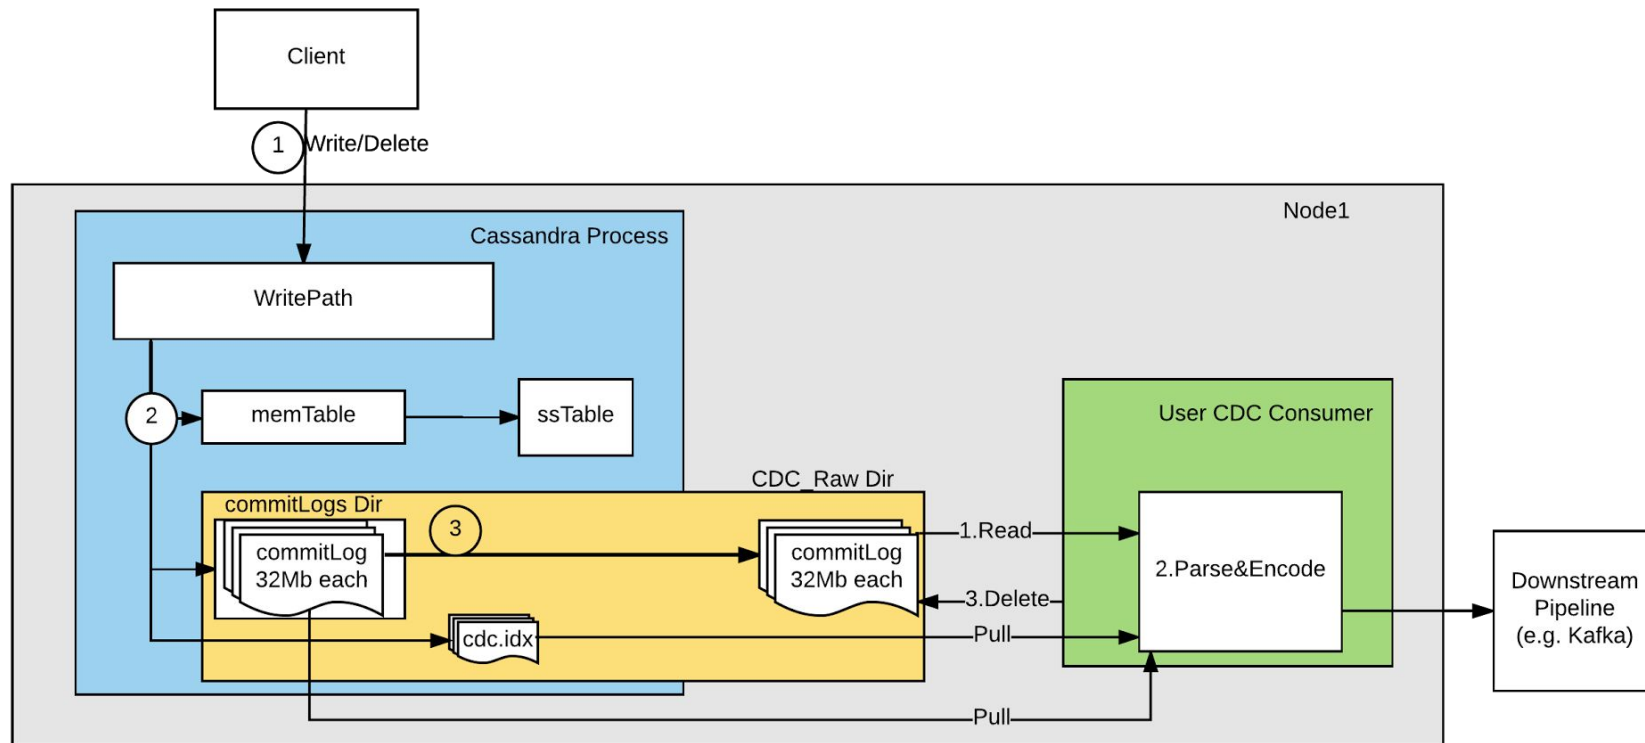 Client
1
Write/Delete
Node1
Cassandra Process
WritePath
2
memTable
ssTable
User CDC Consumer
CDC_Raw Dir
commitLogs Dir
3
commitLog
32Mb each
commitLog
32Mb each
1.Read
2.Parse&Encode
3.Delete
Downstream
Pipeline
(e.g. Kafka)
cdc.idx
Pull
Pull